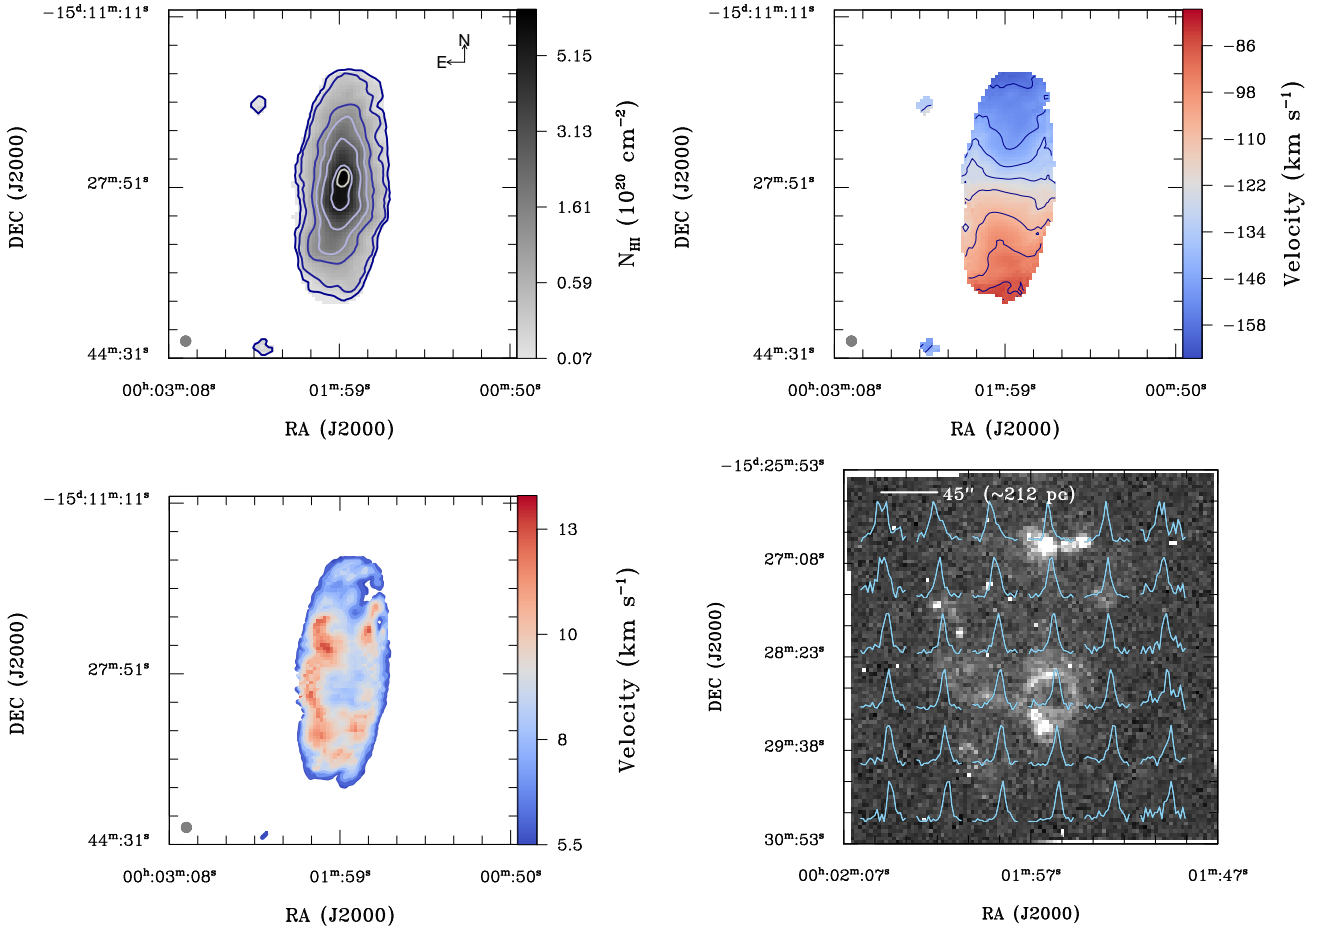 −15ᵈ:11ᵐ:11ˢ
27ᵐ:51ˢ
44ᵐ:31ˢ
DEC (J2000)
00ʰ:03ᵐ:08ˢ
01ᵐ:59ˢ
00ᵐ:50ˢ
RA (J2000)
N
E
5.15
3.13
1.61
0.59
0.07
N_HI (10²⁰ cm⁻²)
−15ᵈ:11ᵐ:11ˢ
27ᵐ:51ˢ
44ᵐ:31ˢ
DEC (J2000)
00ʰ:03ᵐ:08ˢ
01ᵐ:59ˢ
00ᵐ:50ˢ
RA (J2000)
−86
−98
−110
−122
−134
−146
−158
Velocity (km s⁻¹)
−15ᵈ:11ᵐ:11ˢ
27ᵐ:51ˢ
44ᵐ:31ˢ
DEC (J2000)
00ʰ:03ᵐ:08ˢ
01ᵐ:59ˢ
00ᵐ:50ˢ
RA (J2000)
13
10
8
5.5
Velocity (km s⁻¹)
−15ᵈ:25ᵐ:53ˢ
27ᵐ:08ˢ
28ᵐ:23ˢ
29ᵐ:38ˢ
30ᵐ:53ˢ
DEC (J2000)
45" (~212 pc)
00ʰ:02ᵐ:07ˢ
01ᵐ:57ˢ
01ᵐ:47ˢ
RA (J2000)